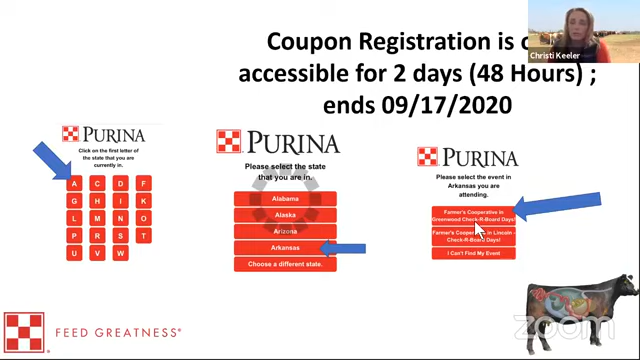 Coupon Registration is o
accessible for 2 days (48 Hours) ;
ends 09/17/2020
Christi Keeler
PURINA
Click on the first letter of
the state that you are
currently in.
A C D F
G H I K
L M N O
P R S T
U V W
PURINA
Please select the state
that you are in.
Alabama
Alaska
Arizona
Arkansas
Choose a different state.
PURINA
Please select the event in
Arkansas you are
attending.
Farmer's Cooperative in
Greenwood Check-R-Board Days!
Farmer's Cooperative in Lincoln -
Check-R-Board Days!
I Can't Find My Event
FEED GREATNESS®
zoom